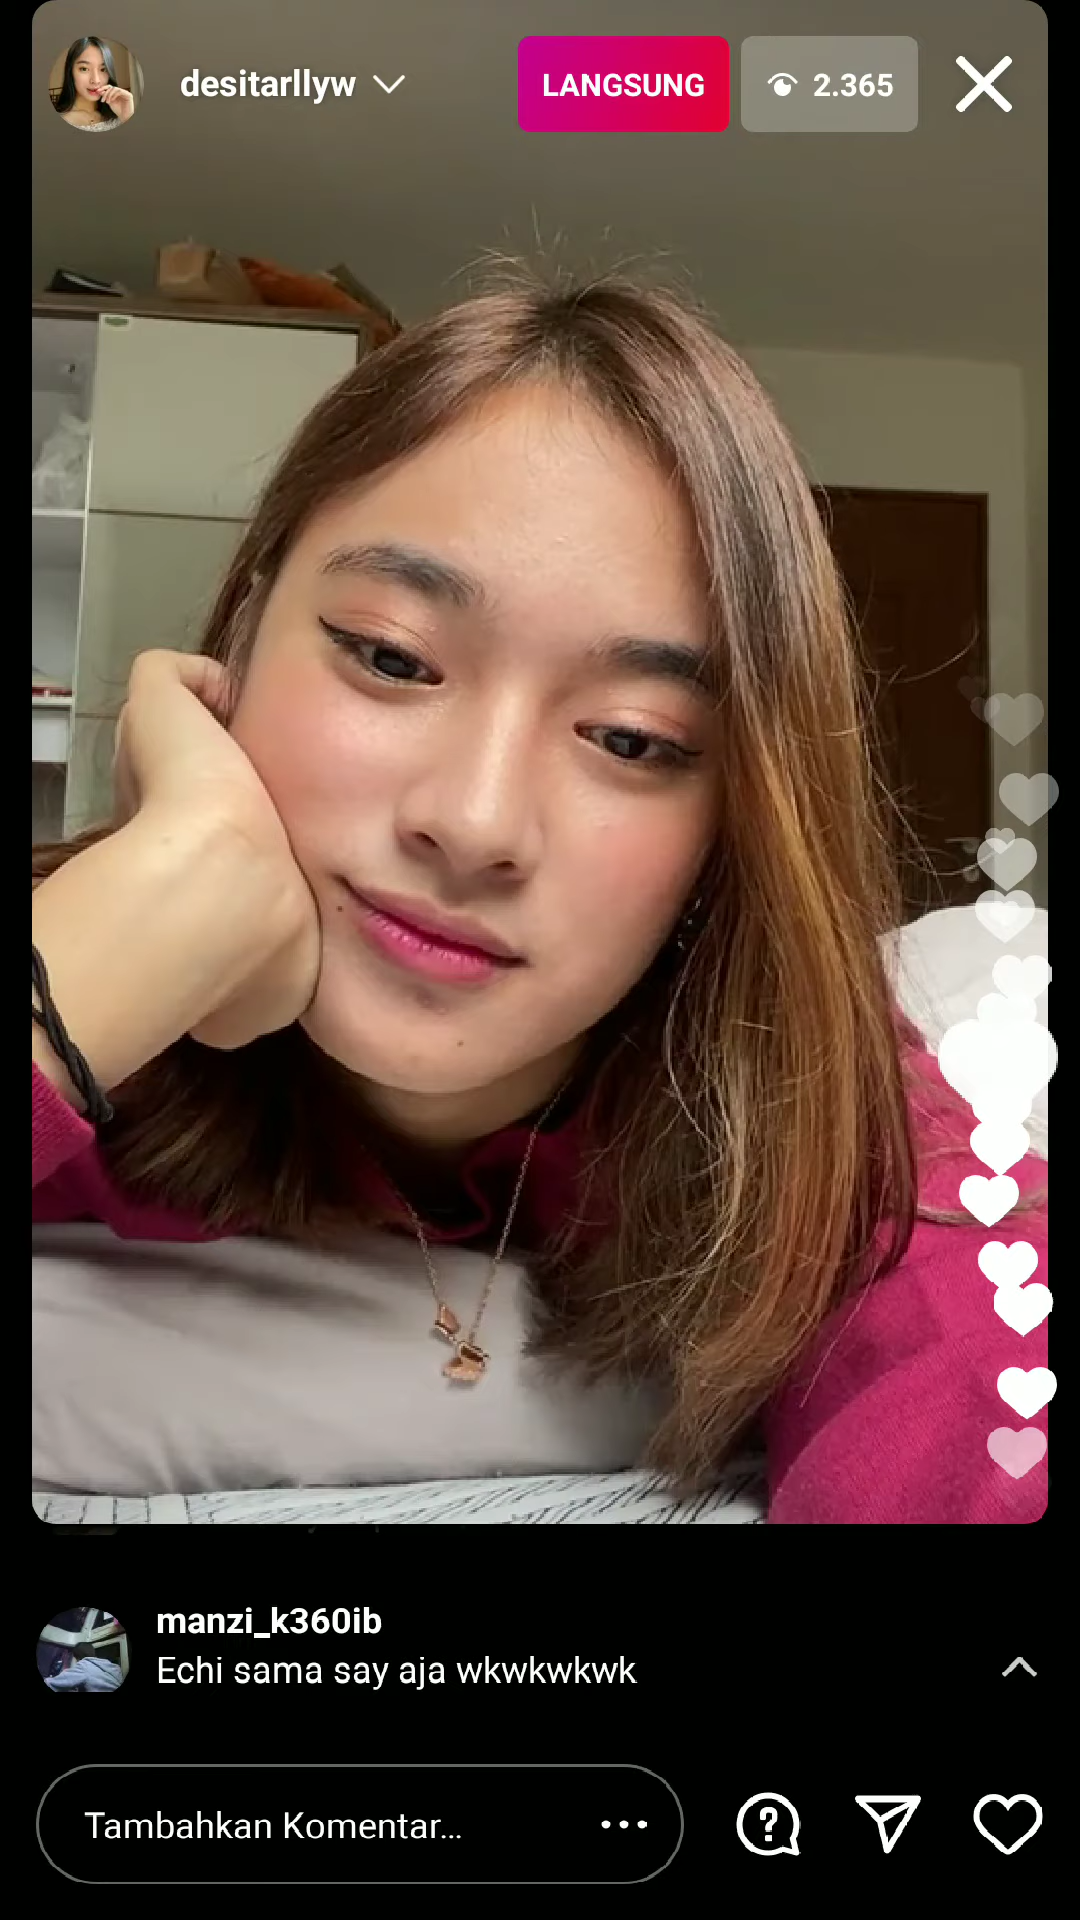 desitarllyw
LANGSUNG
2.365
manzi_k360ib
Echi sama say aja wkwkwkwk
Tambahkan Komentar...